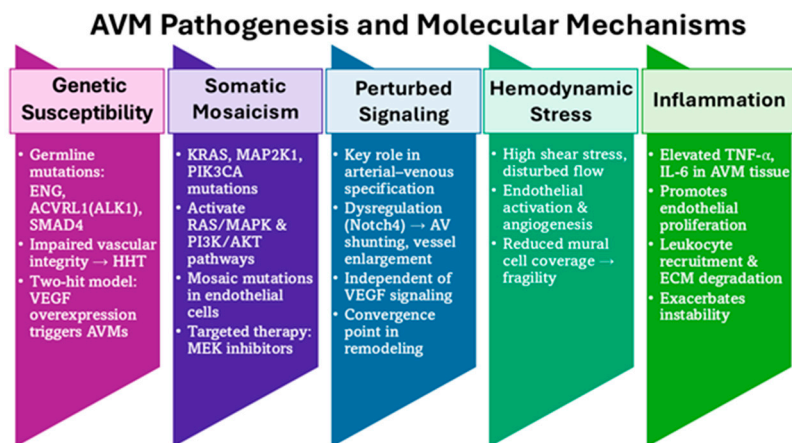 AVM Pathogenesis and Molecular Mechanisms
Genetic
Susceptibility
• Germline
mutations:
ENG,
ACVRL1(ALK1),
SMAD4
• Impaired vascular
integrity → HHT
• Two-hit model:
VEGF
overexpression
triggers AVMs
Somatic
Mosaicism
• KRAS, MAP2K1,
PIK3CA
mutations
• Activate
RAS/MAPK &
PI3K/AKT
pathways
• Mosaic mutations
in endothelial
cells
• Targeted therapy:
MEK inhibitors
Perturbed
Signaling
• Key role in
arterial–venous
specification
• Dysregulation
(Notch4) → AV
shunting, vessel
enlargement
• Independent of
VEGF signaling
• Convergence
point in
remodeling
Hemodynamic
Stress
• High shear stress,
disturbed flow
• Endothelial
activation &
angiogenesis
• Reduced mural
cell coverage →
fragility
Inflammation
• Elevated TNF-α,
IL-6 in AVM tissue
• Promotes
endothelial
proliferation
• Leukocyte
recruitment & ECM
degradation
• Exacerbates
instability